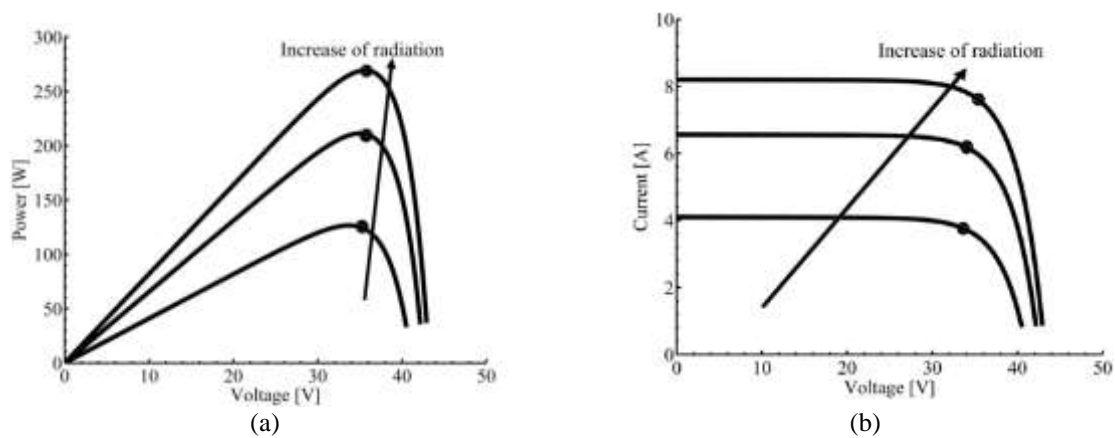 300
250
200
150
100
50
0
Power [W]
Increase of radiation
0 10 20 30 40 50
Voltage [V]
(a)
10
8
6
4
2
0
Current [A]
Increase of radiation
0 10 20 30 40 50
Voltage [V]
(b)